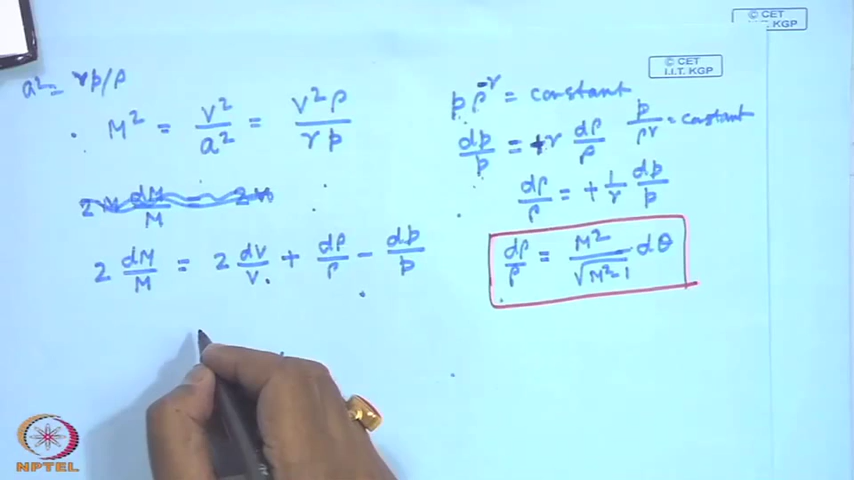 © CET
I.I.T. KGP
© CET
I.I.T. KGP
a² = γp/ρ
M² = V²/a² = V²ρ/γp
2 dM/M = 2 dV/V + dρ/ρ − dp/p
pρ^-γ = constant
dp/p = +γ dρ/ρ
p/ργ = constant
dρ/ρ = +1/γ dp/p
dρ/ρ = M²/√M²-1 dθ
NPTEL